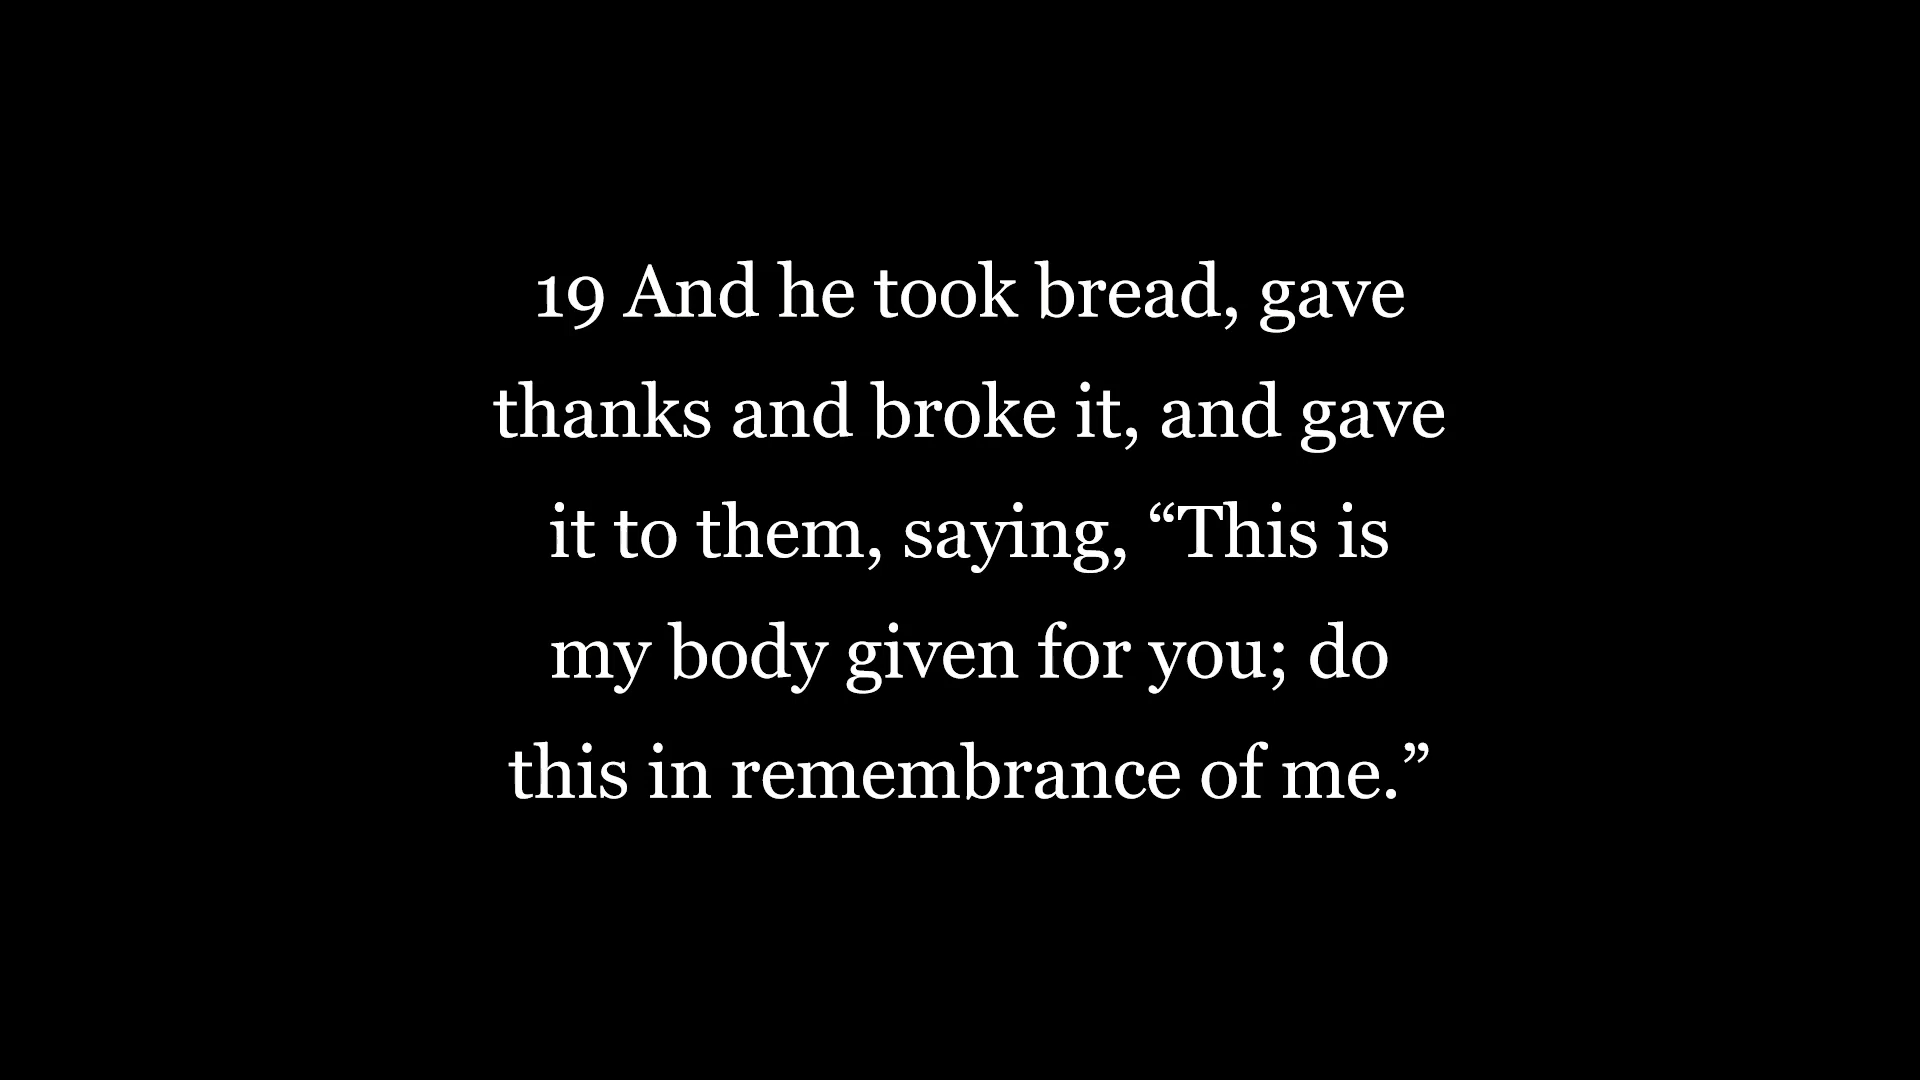 19 And he took bread, gave
thanks and broke it, and gave
it to them, saying, “This is
my body given for you; do
this in remembrance of me.”